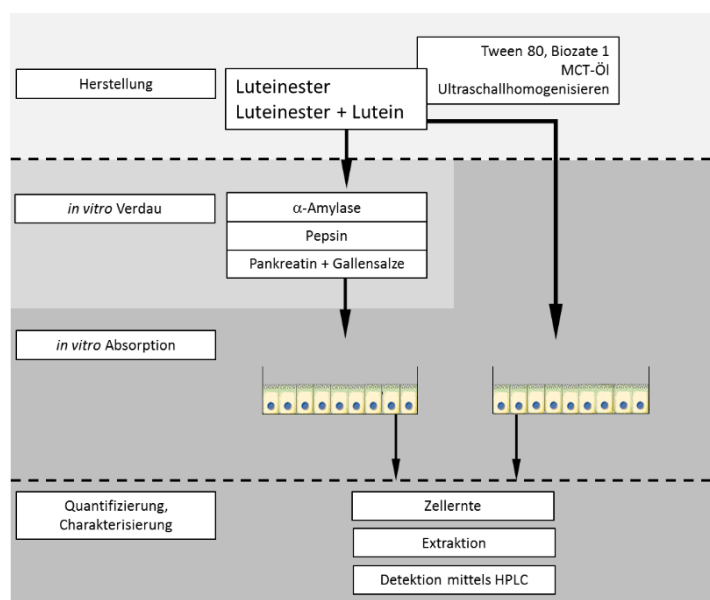 Tween 80, Biozate 1
MCT-Öl
Ultraschallhomogenisieren
Herstellung
Luteinester
Luteinester + Lutein
in vitro Verdau
α-Amylase
Pepsin
Pankreatin + Gallensalze
in vitro Absorption
Quantifizierung,
Charakterisierung
Zellernte
Extraktion
Detektion mittels HPLC